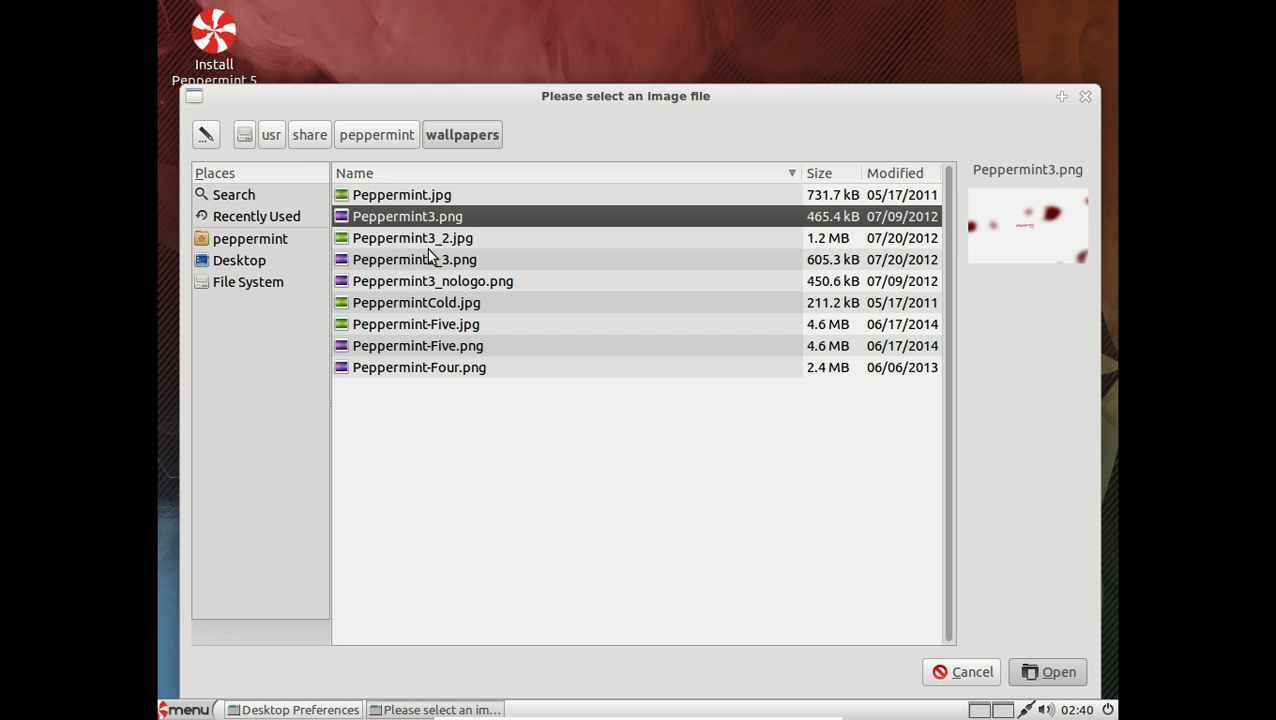 Install
Peppermint 5
Please select an image file
usr
share
peppermint
wallpapers
Places
Search
Recently Used
peppermint
Desktop
File System
Name Size Modified
Peppermint.jpg 731.7 kB 05/17/2011
Peppermint3.png 465.4 kB 07/09/2012
Peppermint3_2.jpg 1.2 MB 07/20/2012
Peppermint3_3.png 605.3 kB 07/20/2012
Peppermint3_nologo.png 450.6 kB 07/09/2012
PeppermintCold.jpg 211.2 kB 05/17/2011
Peppermint-Five.jpg 4.6 MB 06/17/2014
Peppermint-Five.png 4.6 MB 06/17/2014
Peppermint-Four.png 2.4 MB 06/06/2013
Peppermint3.png
Cancel
Open
menu
Desktop Preferences
Please select an im...
02:40